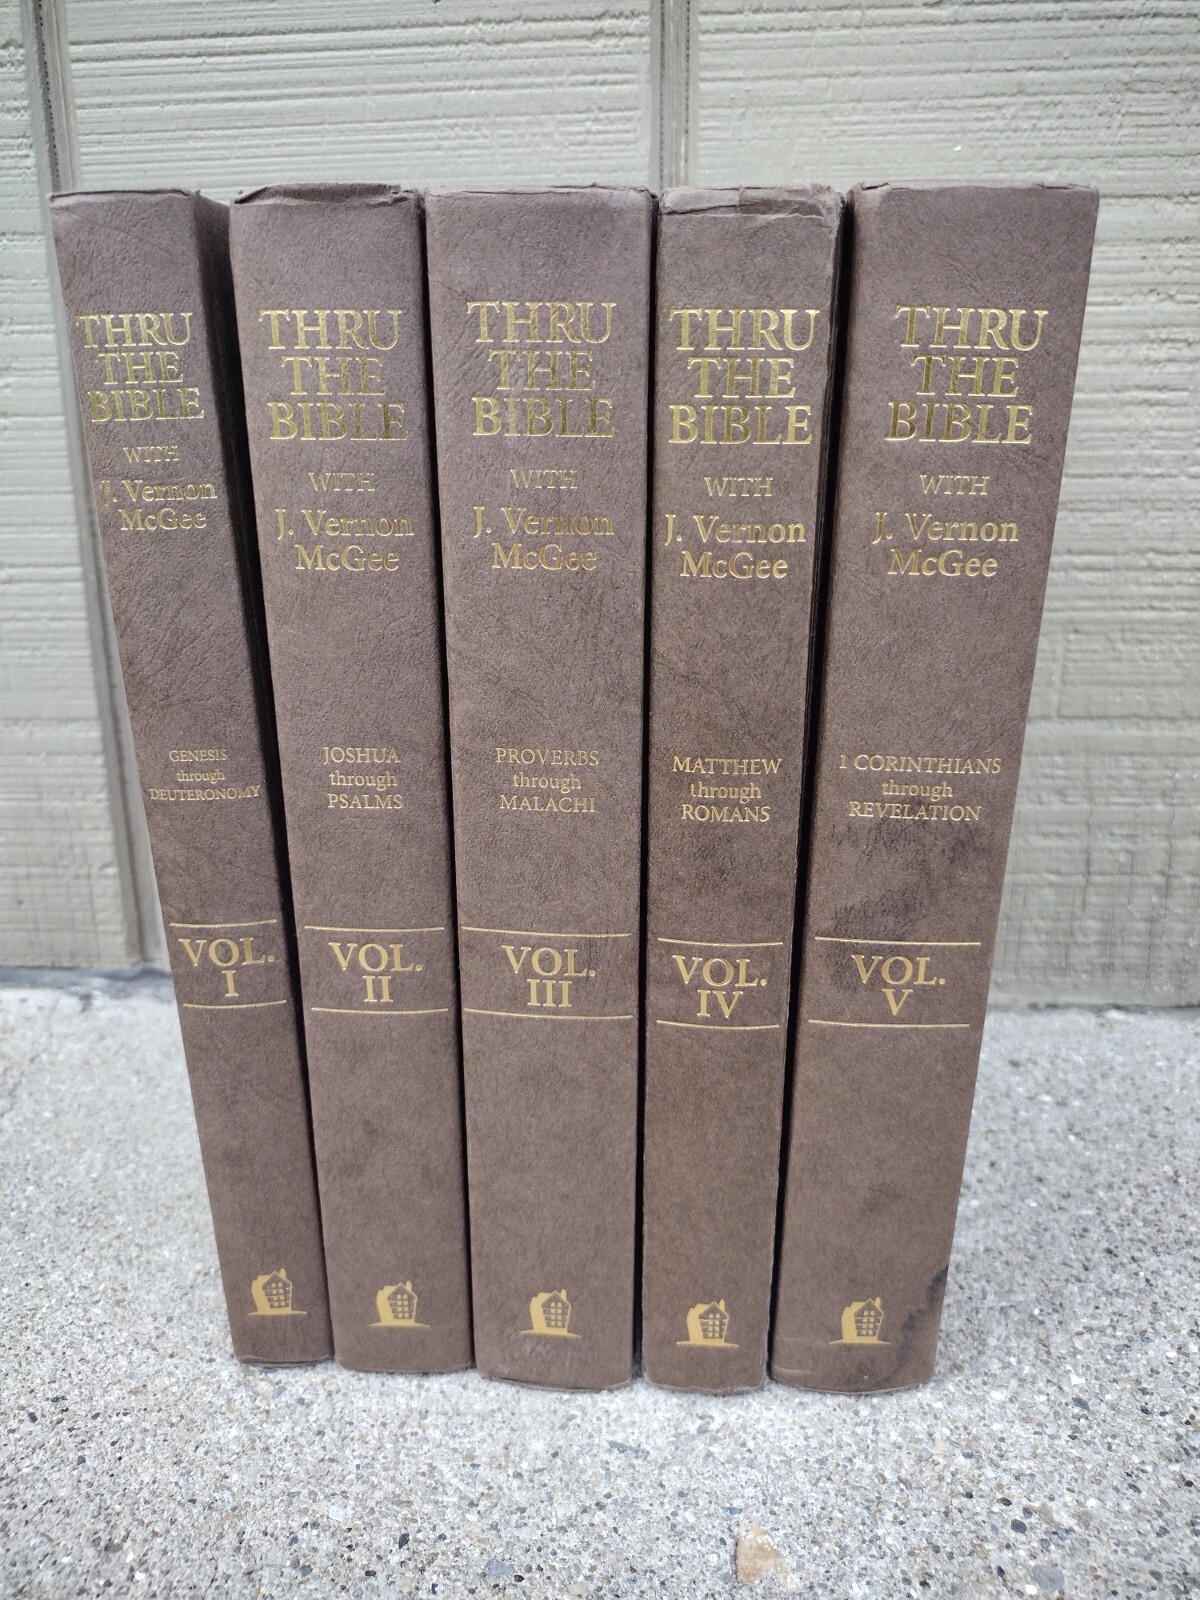 THRU
THE
BIBLE
WITH
J. Vernon
McGee
GENESIS
through
DEUTERONOMY
VOL.
I
THRU
THE
BIBLE
WITH
J. Vernon
McGee
JOSHUA
through
PSALMS
VOL.
II
THRU
THE
BIBLE
WITH
J. Vernon
McGee
PROVERBS
through
MALACHI
VOL.
III
THRU
THE
BIBLE
WITH
J. Vernon
McGee
MATTHEW
through
ROMANS
VOL.
IV
THRU
THE
BIBLE
WITH
J. Vernon
McGee
1 CORINTHIANS
through
REVELATION
VOL.
V